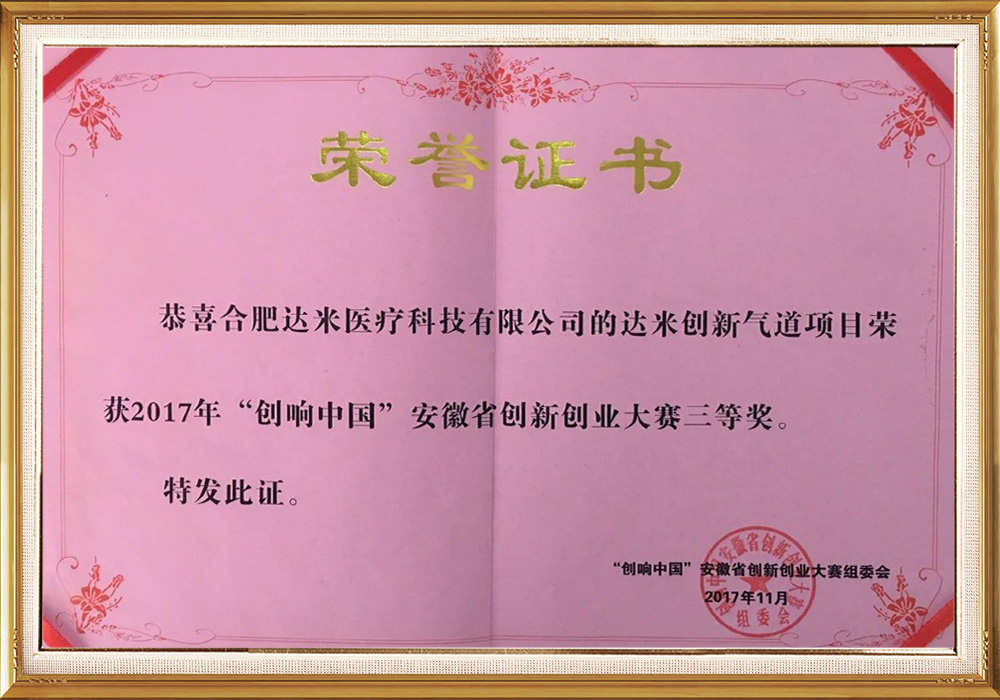 荣誉证书
恭喜合肥达米医疗科技有限公司的达米创新气道项目荣
获2017年“创响中国”安徽省创新创业大赛三等奖。
特发此证。
“创响中国”安徽省创新创业大赛组委会
2017年11月
组委会